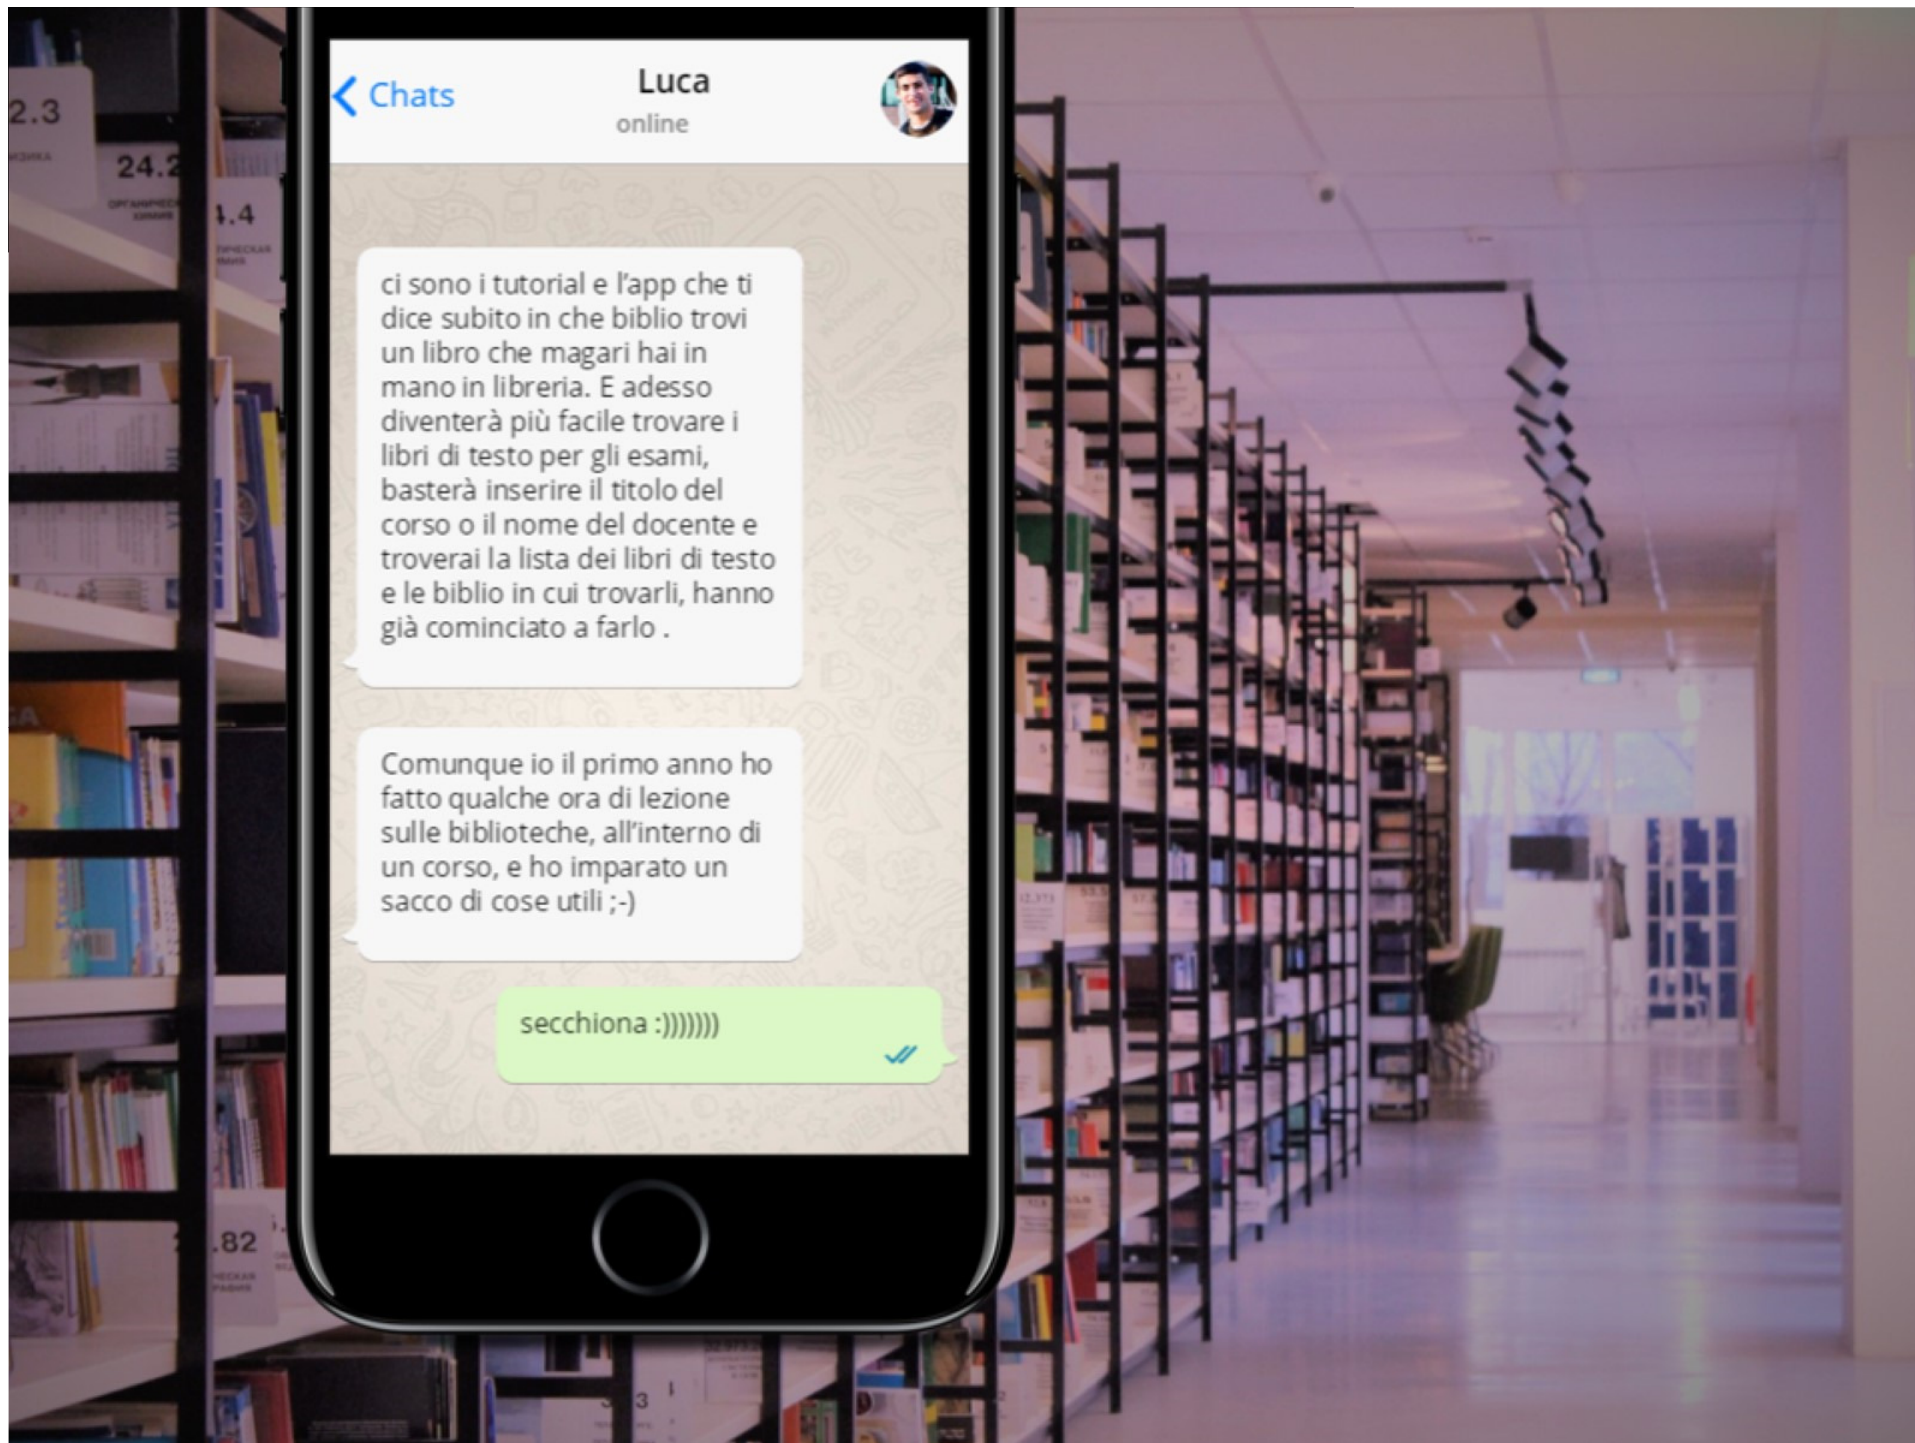 Chats
Luca
online
ci sono i tutorial e l'app che ti
dice subito in che biblio trovi
un libro che magari hai in
mano in libreria. E adesso
diventerà più facile trovare i
libri di testo per gli esami,
basterà inserire il titolo del
corso o il nome del docente e
troverai la lista dei libri di testo
e le biblio in cui trovarli, hanno
già cominciato a farlo .
Comunque io il primo anno ho
fatto qualche ora di lezione
sulle biblioteche, all'interno di
un corso, e ho imparato un
sacco di cose utili ;-)
secchiona :)))))))
2.3
24.2
4.4
.82